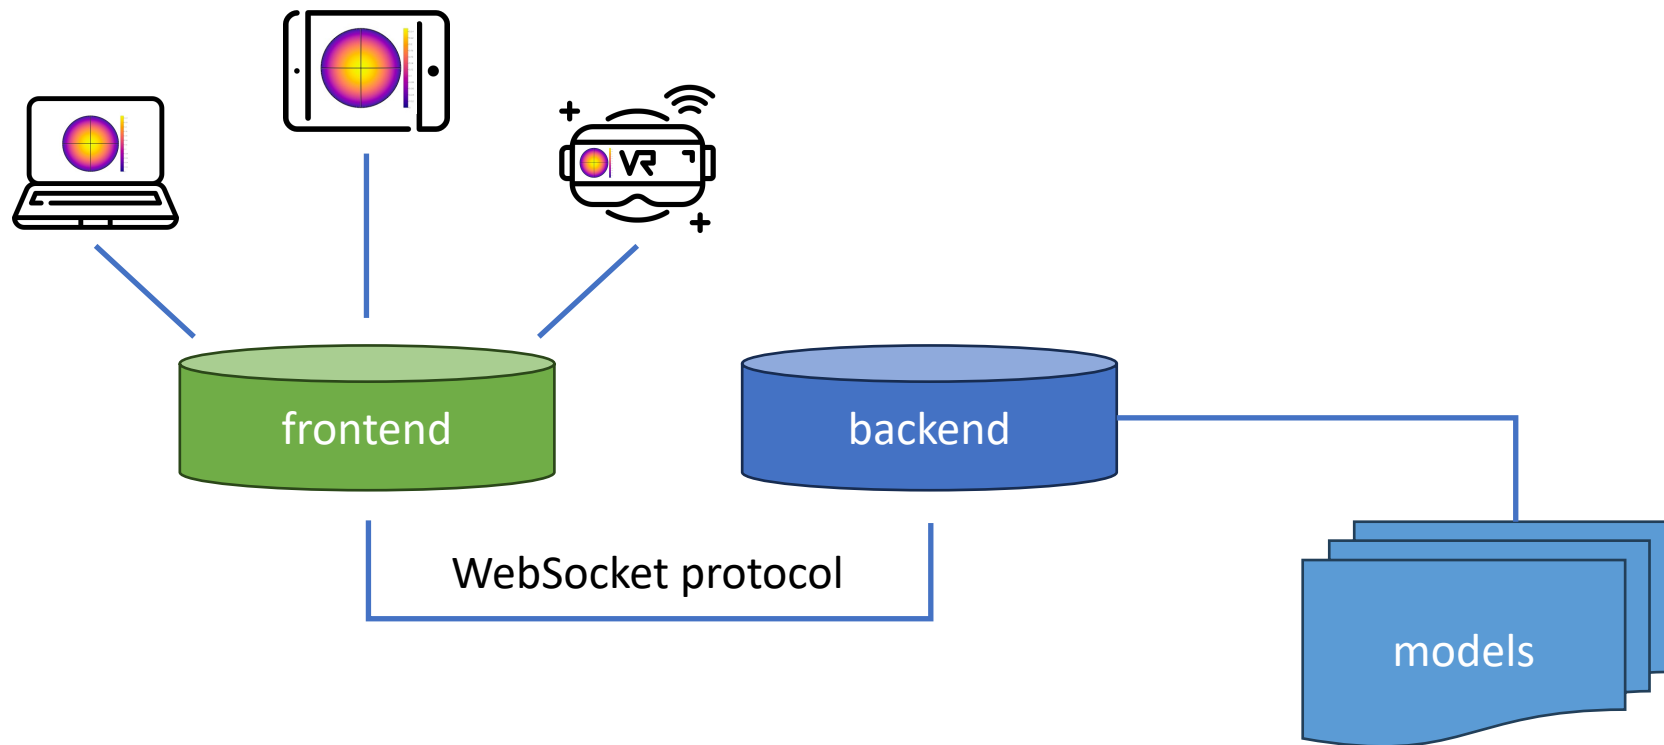 VR
frontend
backend
WebSocket protocol
models